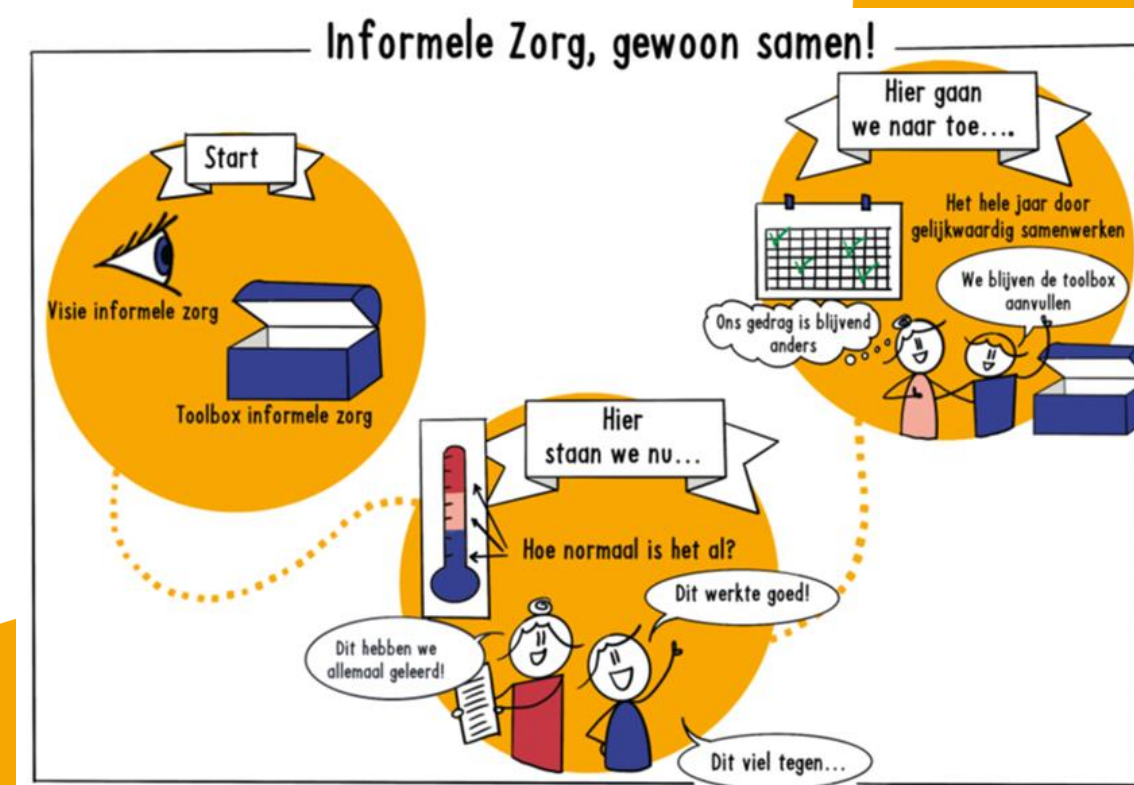 Informele Zorg, gewoon samen!
Start
Visie informele zorg
Toolbox informele zorg
Hier
staan we nu...
Hoe normaal is het al?
Dit hebben we
allemaal geleerd!
Dit werkte goed!
Dit viel tegen...
Hier gaan
we naar toe....
Het hele jaar door
gelijkwaardig samenwerken
We blijven de toolbox
aanvullen
Ons gedrag is blijvend
anders